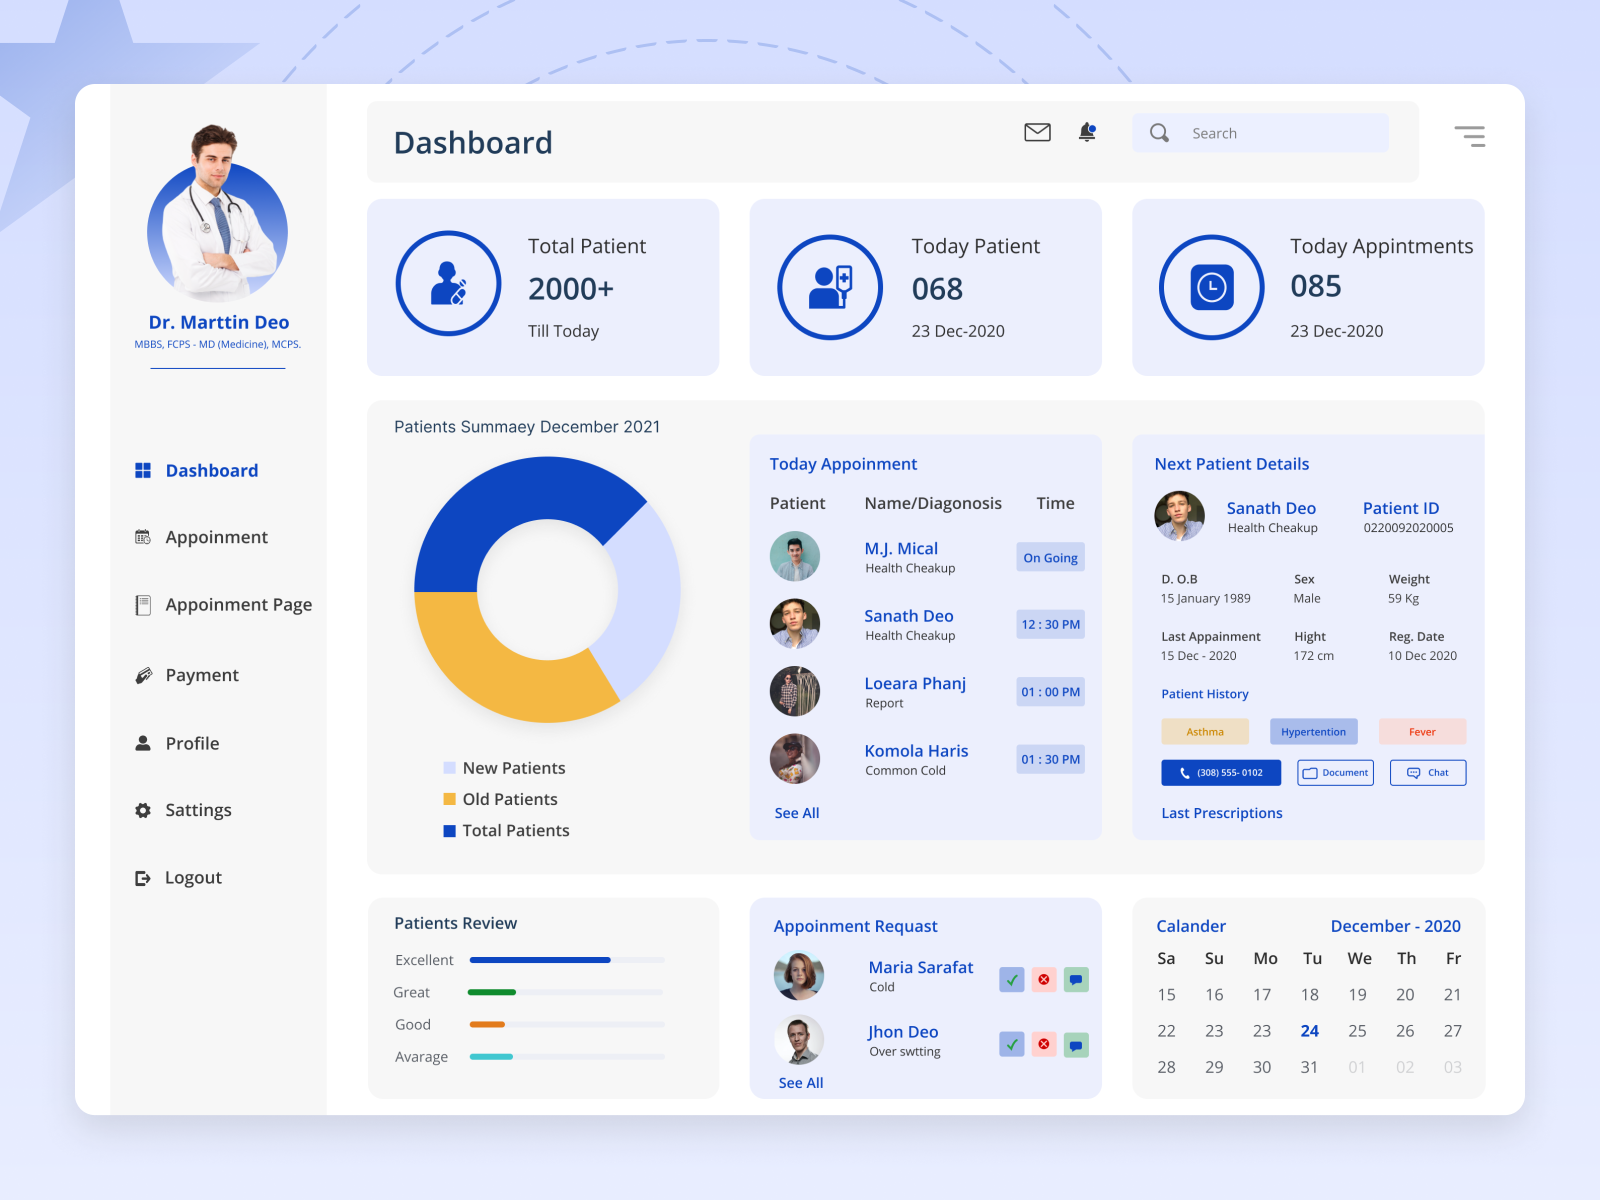 Dr. Marttin Deo
MBBS, FCPS - MD (Medicine), MCPS.
Dashboard
Appoinment
Appoinment Page
Payment
Profile
Sattings
Logout
Dashboard
Search
Total Patient
2000+
Till Today
Today Patient
068
23 Dec-2020
Today Appintments
085
23 Dec-2020
Patients Summaey December 2021
New Patients
Old Patients
Total Patients
Today Appoinment
Patient Name/Diagonosis Time
M.J. Mical
Health Cheakup
On Going
Sanath Deo
Health Cheakup
12 : 30 PM
Loeara Phanj
Report
01 : 00 PM
Komola Haris
Common Cold
01 : 30 PM
See All
Next Patient Details
Sanath Deo Patient ID
Health Cheakup 0220092020005
D. O.B Sex Weight
15 January 1989 Male 59 Kg
Last Appainment Hight Reg. Date
15 Dec - 2020 172 cm 10 Dec 2020
Patient History
Asthma Hypertention Fever
(308) 555- 0102 Document Chat
Last Prescriptions
Patients Review
Excellent
Great
Good
Avarage
Appoinment Requast
Maria Sarafat
Cold
Jhon Deo
Over swtting
See All
Calander December - 2020
Sa Su Mo Tu We Th Fr
15 16 17 18 19 20 21
22 23 23 24 25 26 27
28 29 30 31 01 02 03